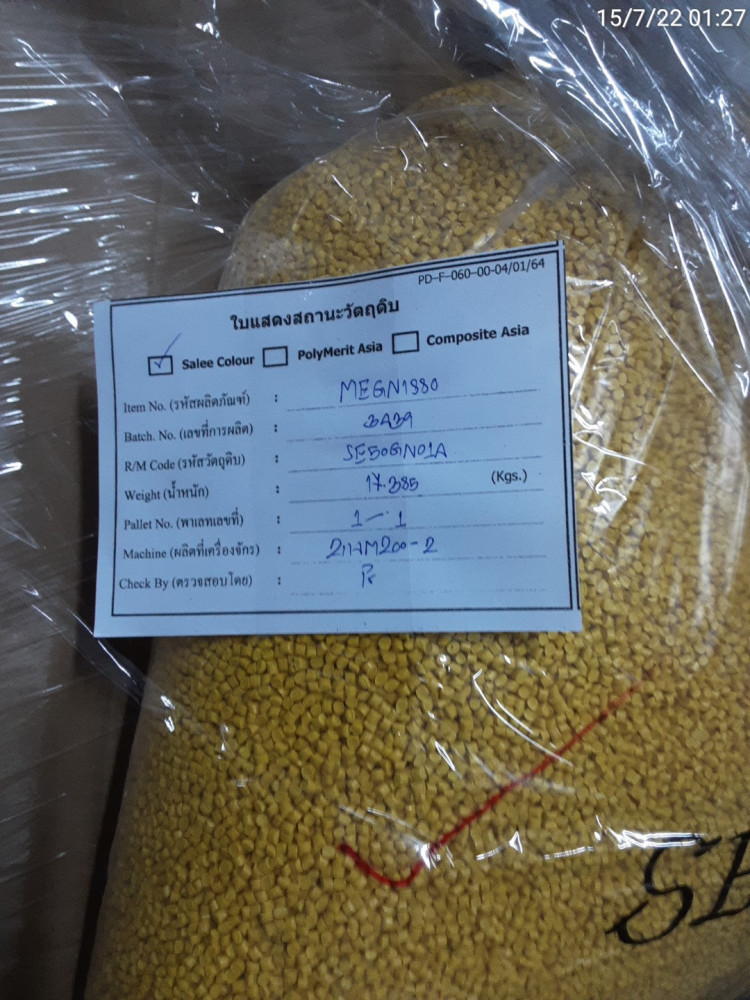 15/7/22 01:27
PD-F-060-00-04/01/64
ใบแสดงสถานะวัตถุดิบ
Salee Colour PolyMerit Asia Composite Asia
Item No. (รหัสผลิตภัณฑ์) : MEGN1880
Batch. No. (เลขที่การผลิต) : 3A39
R/M Code (รหัสวัตถุดิบ) : SEBOGN01A
Weight (น้ำหนัก) : 17.385 (Kgs.)
Pallet No. (พาเลทเลขที่) : 1-1
Machine (ผลิตที่เครื่องจักร) :
Check By (ตรวจสอบโดย) :
SE